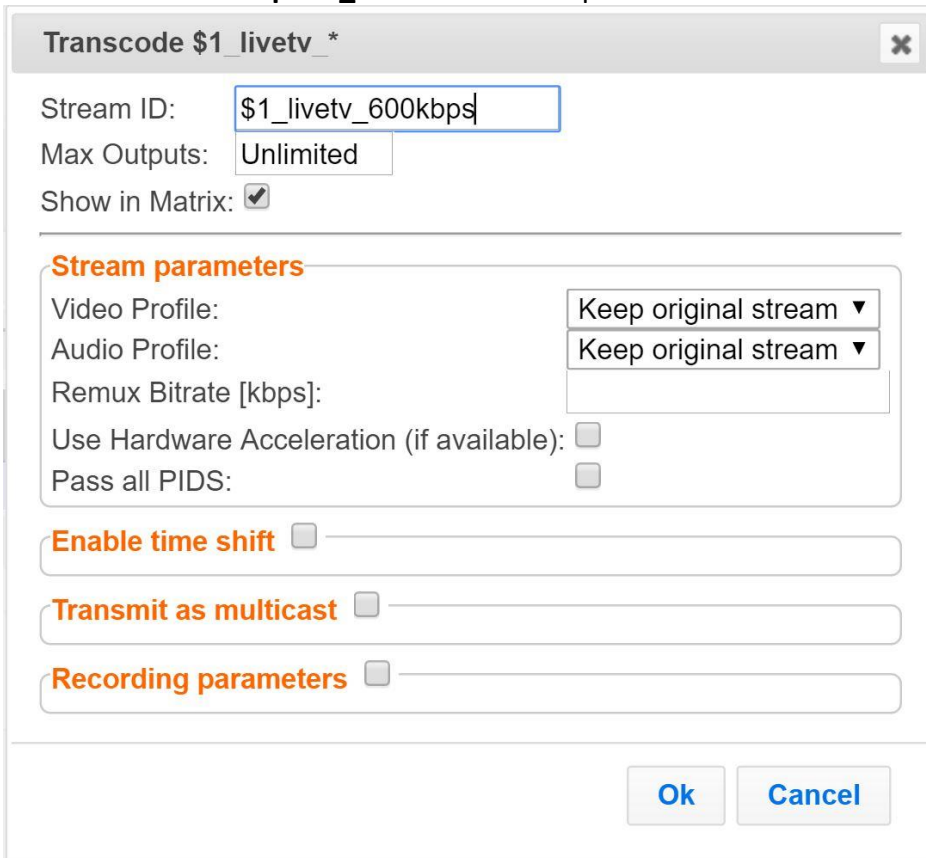 Transcode $1_livetv_*
Stream ID: $1_livetv_600kbps
Max Outputs: Unlimited
Show in Matrix:
Stream parameters
Video Profile: Keep original stream
Audio Profile: Keep original stream
Remux Bitrate [kbps]:
Use Hardware Acceleration (if available):
Pass all PIDS:
Enable time shift
Transmit as multicast
Recording parameters
Ok Cancel